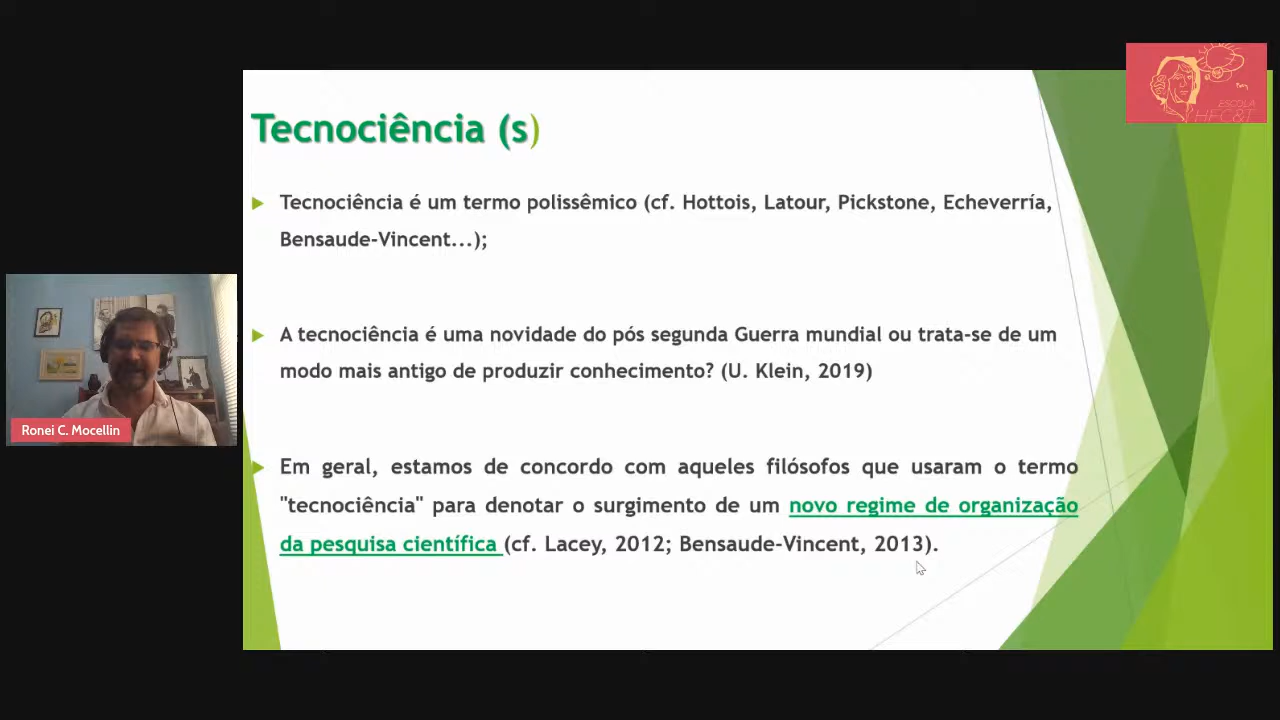 ESCOLA
HFC&T
Tecnociência (s)
Tecnociência é um termo polissêmico (cf. Hottois, Latour, Pickstone, Echeverría,
Bensaude-Vincent...);
A tecnociência é uma novidade do pós segunda Guerra mundial ou trata-se de um
modo mais antigo de produzir conhecimento? (U. Klein, 2019)
Em geral, estamos de concordo com aqueles filósofos que usaram o termo
"tecnociência" para denotar o surgimento de um novo regime de organização
da pesquisa científica (cf. Lacey, 2012; Bensaude-Vincent, 2013).
Ronei C. Mocellin